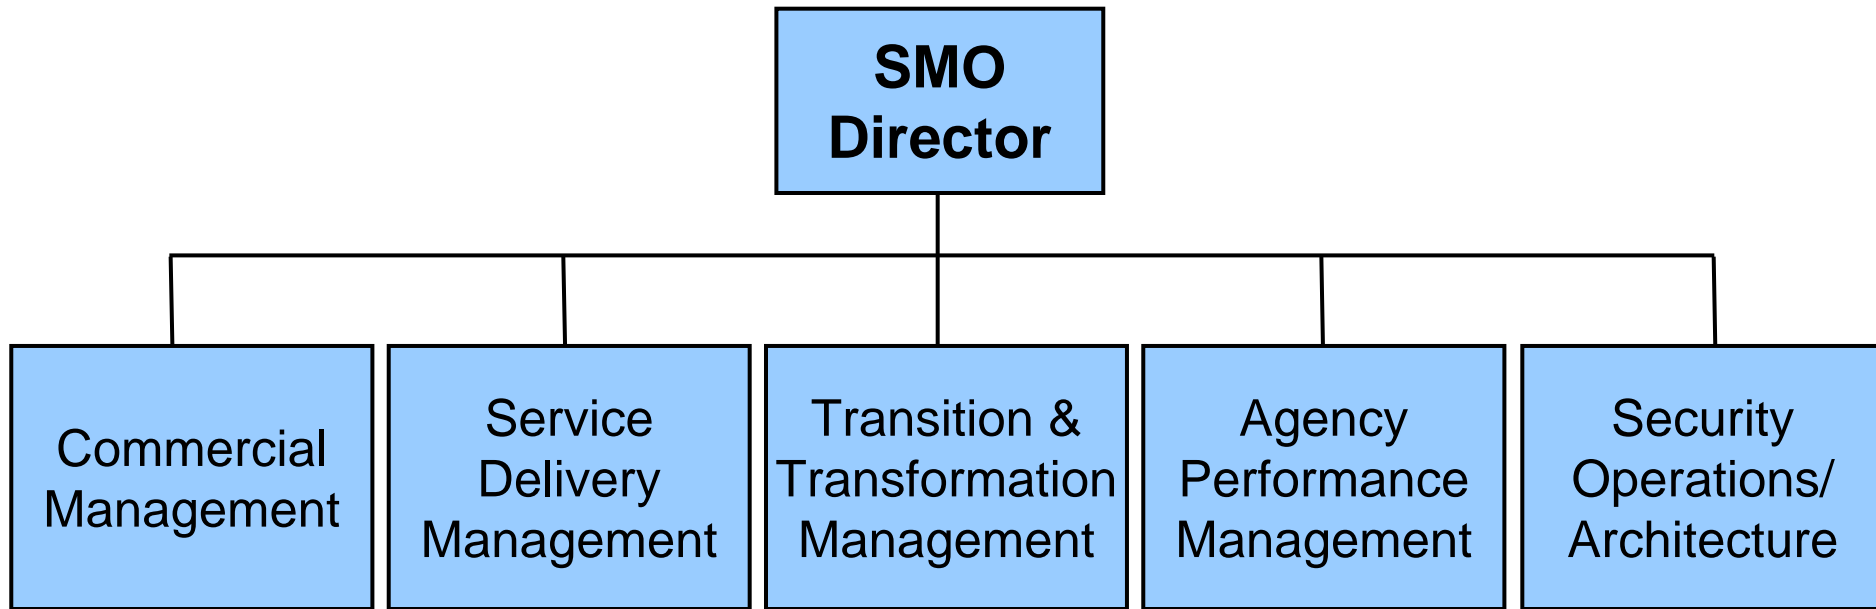 SMO
Director
Commercial
Management
Service
Delivery
Management
Transition &
Transformation
Management
Agency
Performance
Management
Security
Operations/
Architecture